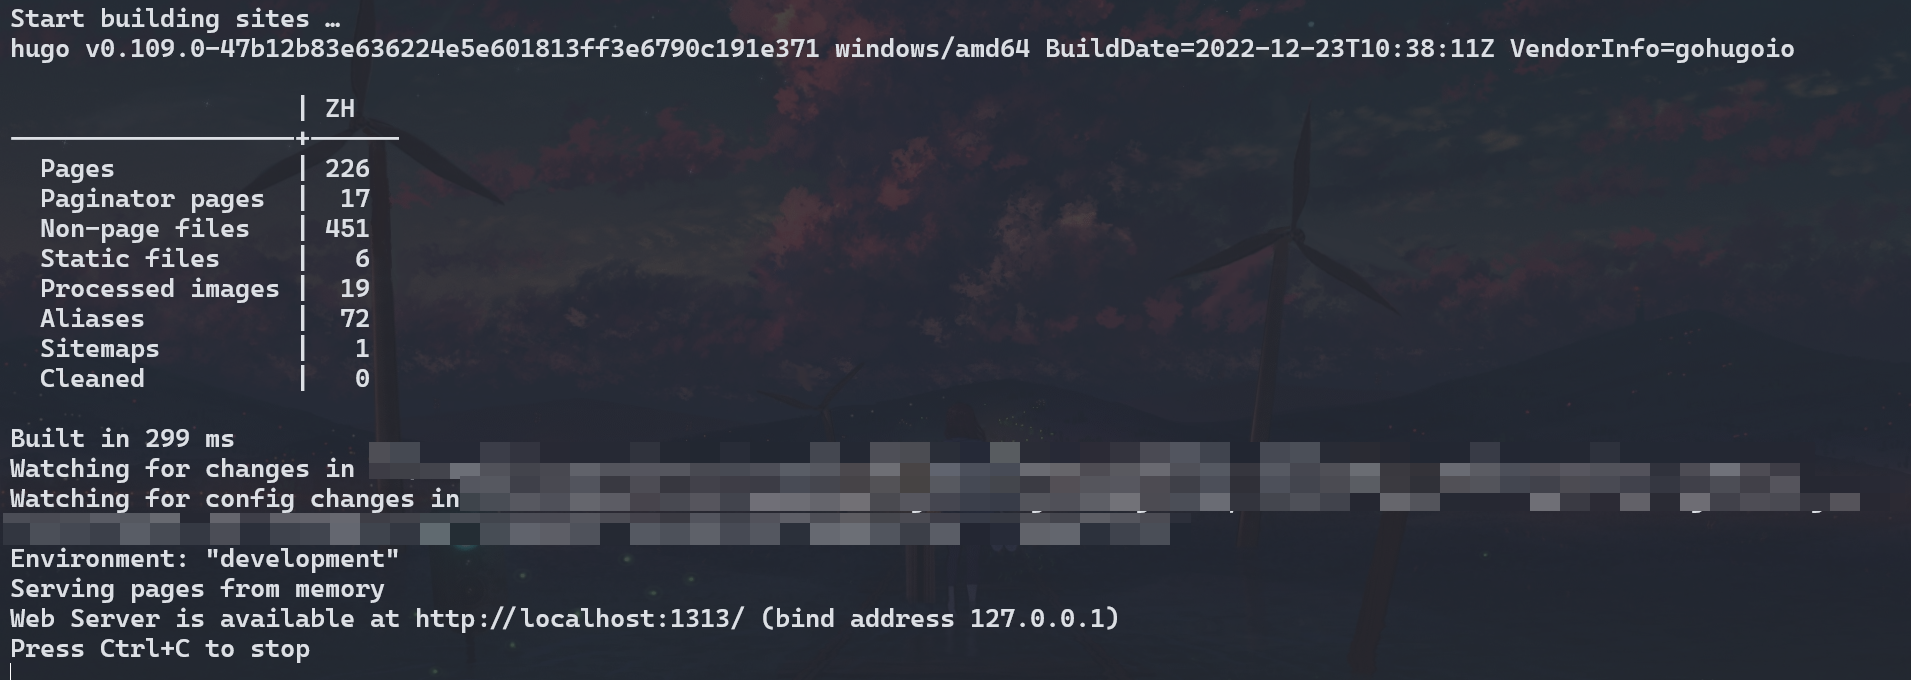 Start building sites …
hugo v0.109.0-47b12b83e636224e5e601813ff3e6790c191e371 windows/amd64 BuildDate=2022-12-23T10:38:11Z VendorInfo=gohugoio
| ZH
-------------------+------
Pages | 226
Paginator pages | 17
Non-page files | 451
Static files | 6
Processed images | 19
Aliases | 72
Sitemaps | 1
Cleaned | 0
Built in 299 ms
Watching for changes in
Watching for config changes in
Environment: "development"
Serving pages from memory
Web Server is available at http://localhost:1313/ (bind address 127.0.0.1)
Press Ctrl+C to stop